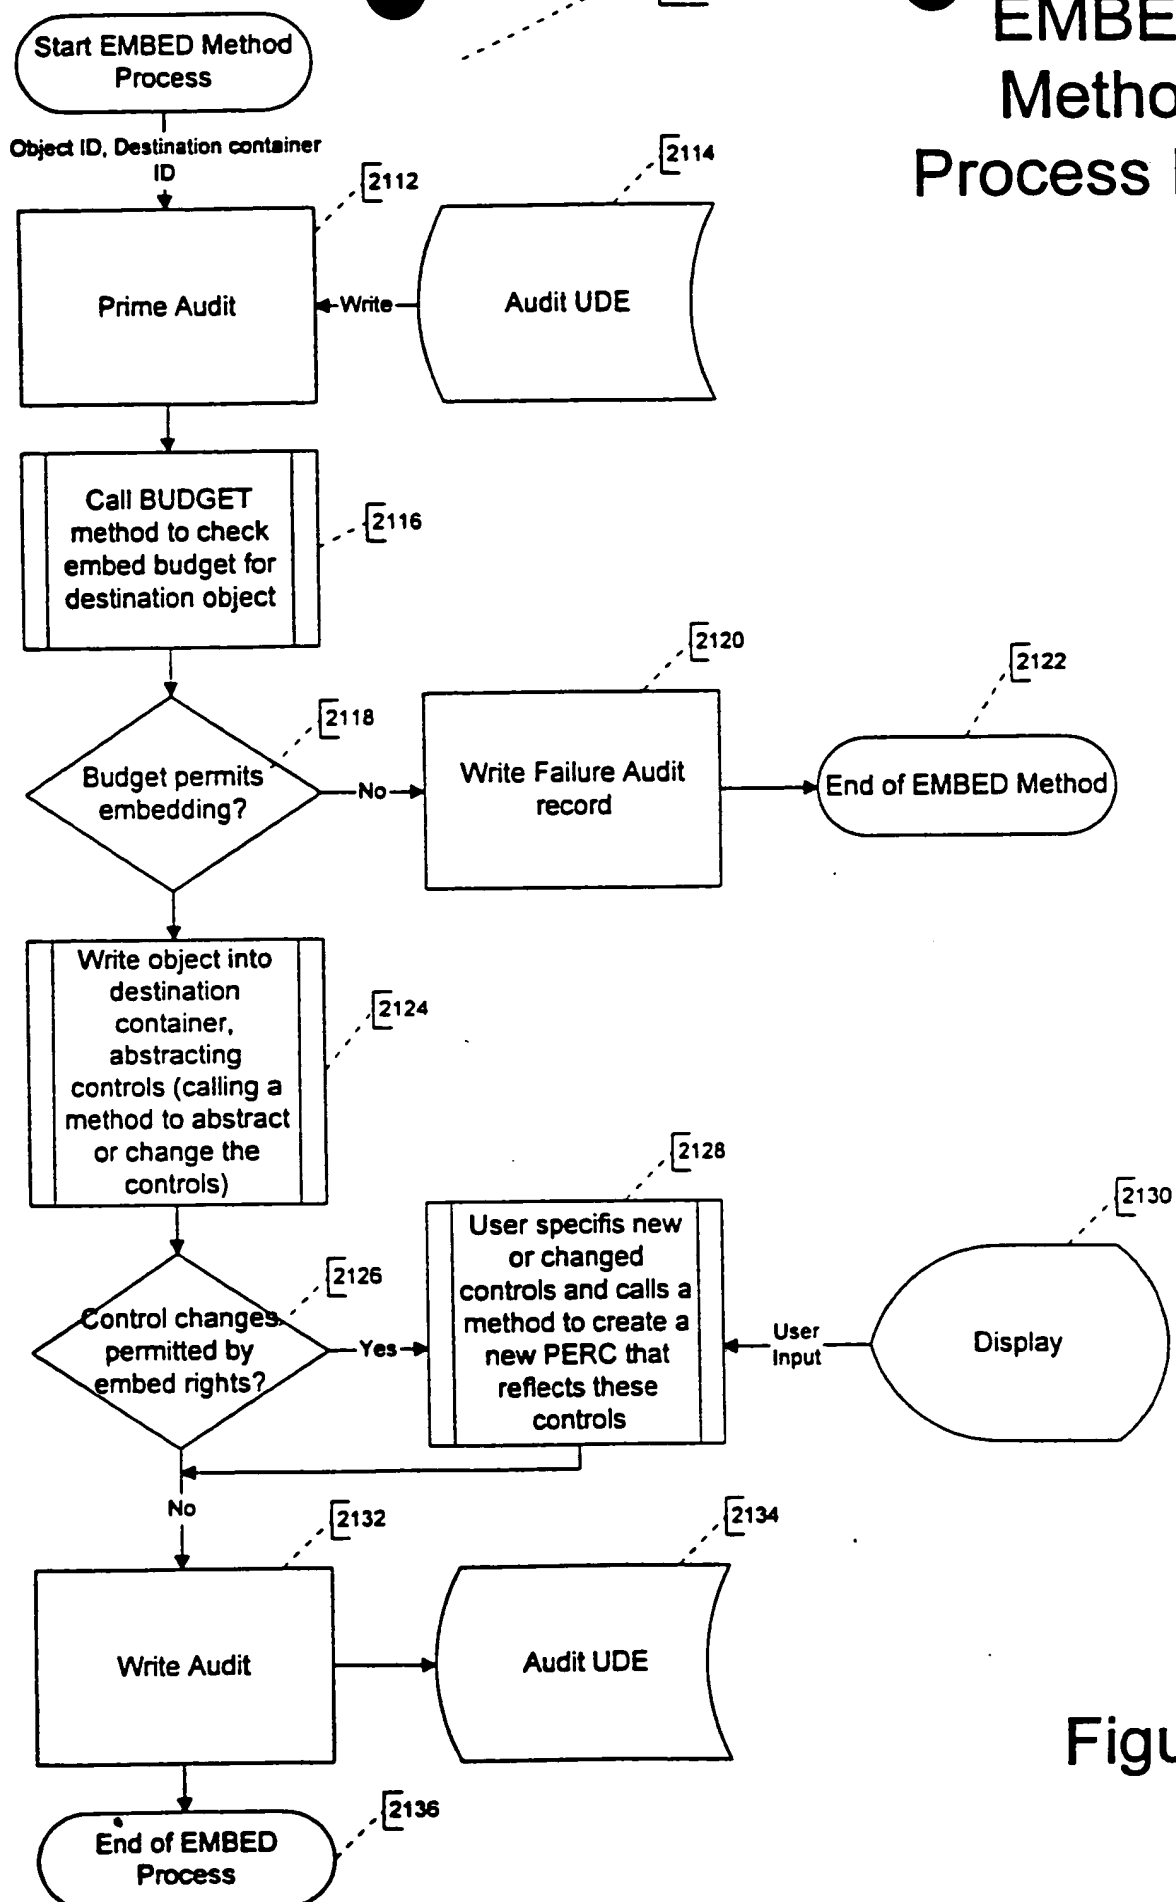 EMBE
Metho
Process
Start EMBED Method
Process
Object ID, Destination container
ID
2112
2114
Prime Audit
Write
Audit UDE
Call BUDGET
method to check
embed budget for
destination object
2116
2118
Budget permits
embedding?
No
2120
Write Failure Audit
record
2122
End of EMBED Method
Write object into
destination
container,
abstracting
controls (calling a
method to abstract
or change the
controls)
2124
2126
Control changes
permitted by
embed rights?
Yes
2128
User specifis new
or changed
controls and calls a
method to create a
new PERC that
reflects these
controls
User
Input
2130
Display
No
2132
Write Audit
2134
Audit UDE
Figu
2136
End of EMBED
Process